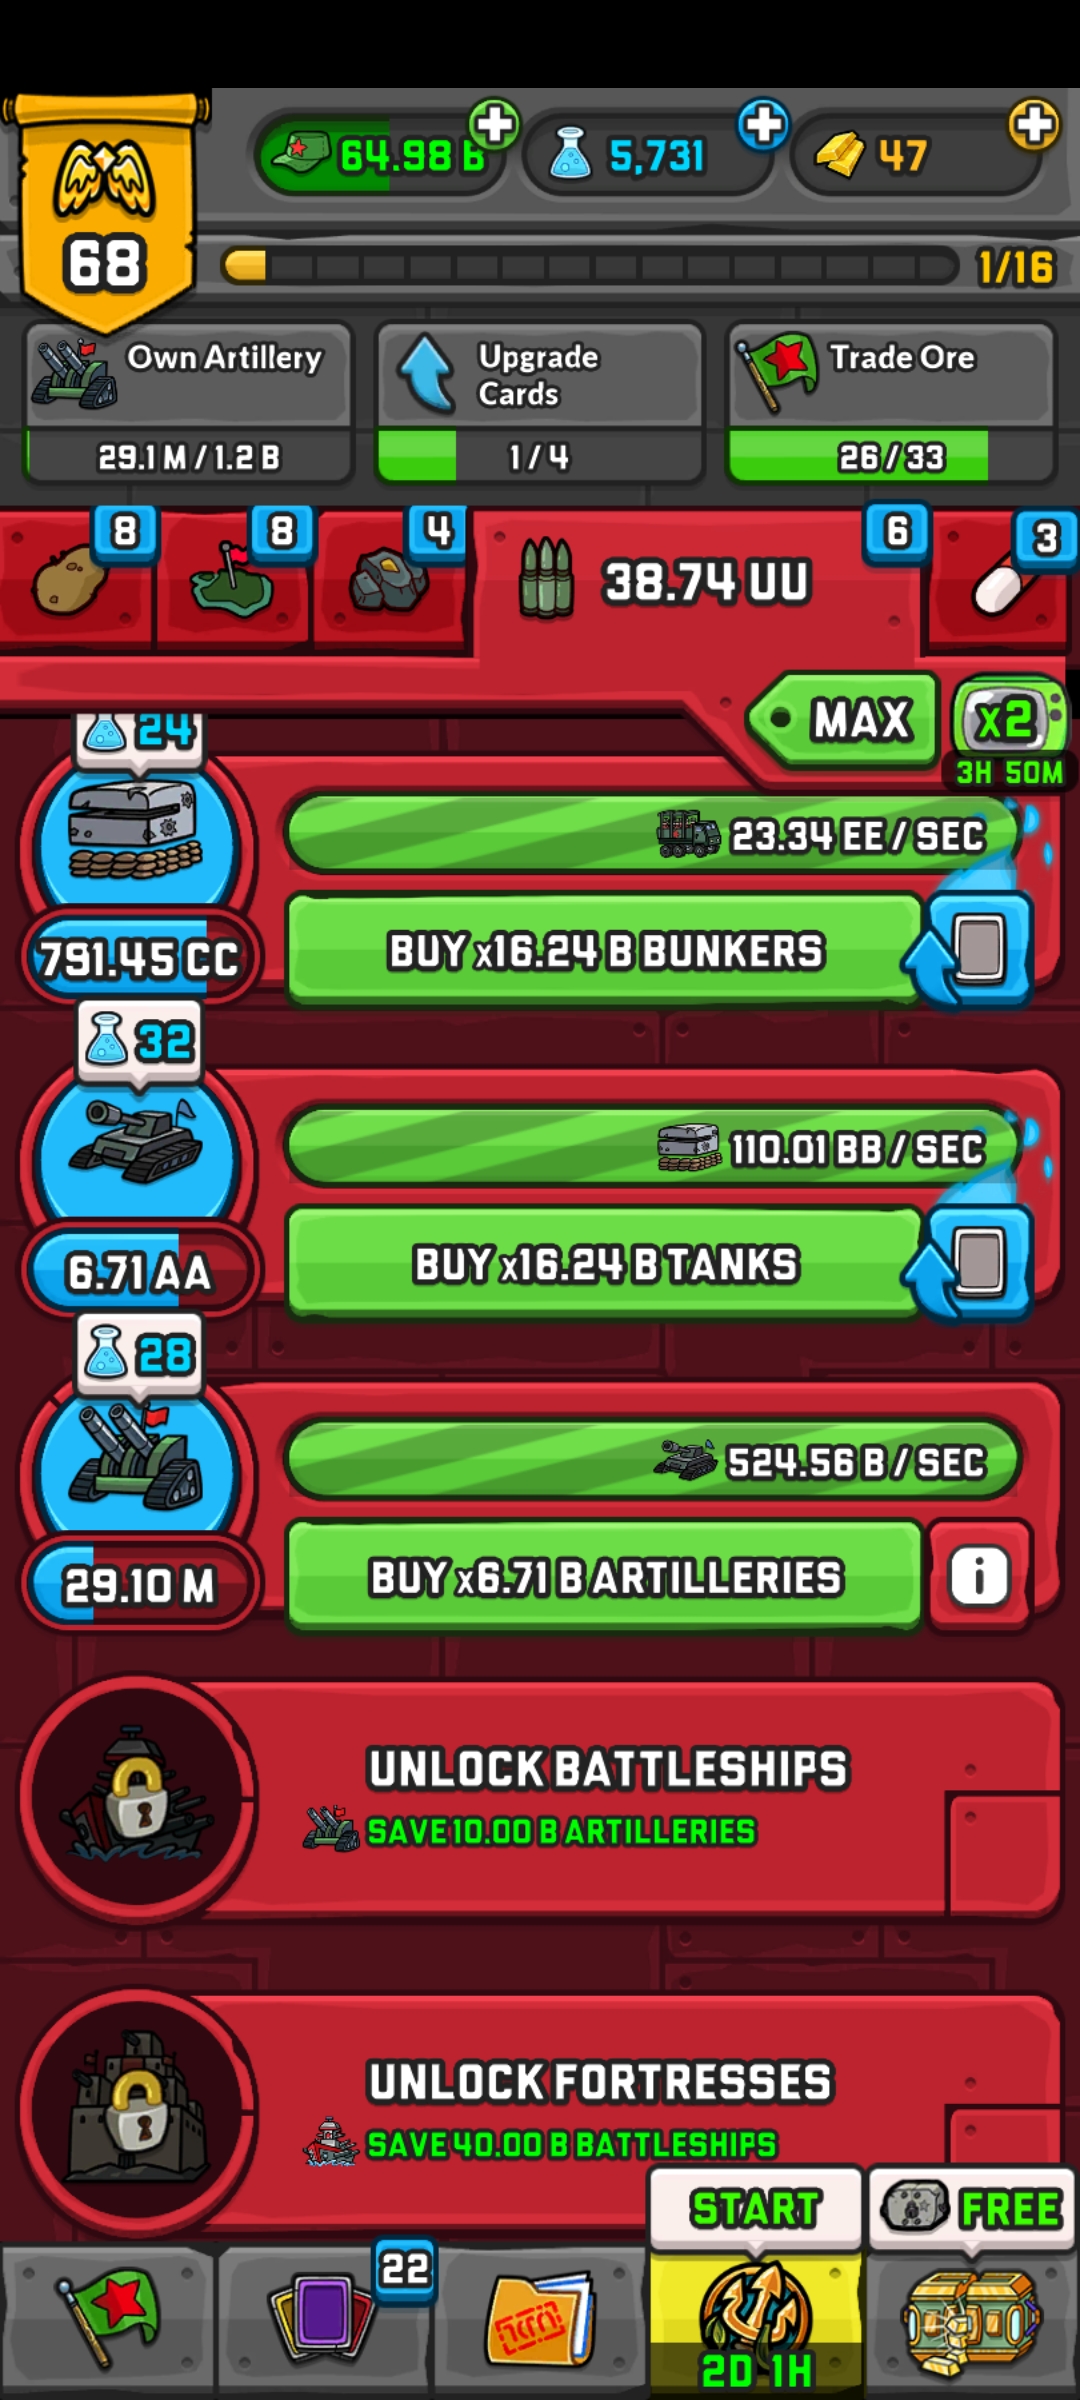 64.98 B
5,731
47
68
1/16
Own Artillery
29.1 M / 1.2 B
Upgrade
Cards
1 / 4
Trade Ore
26 / 33
8
8
4
38.74 UU
6
3
MAX
x2
3H 50M
24
23.34 EE / SEC
791.45 CC
BUY x16.24 B BUNKERS
32
110.01 BB / SEC
6.71 AA
BUY x16.24 B TANKS
28
524.56 B / SEC
29.10 M
BUY x6.71 B ARTILLERIES
i
UNLOCK BATTLESHIPS
SAVE 10.00 B ARTILLERIES
UNLOCK FORTRESSES
SAVE 40.00 B BATTLESHIPS
START
FREE
22
2D 1H